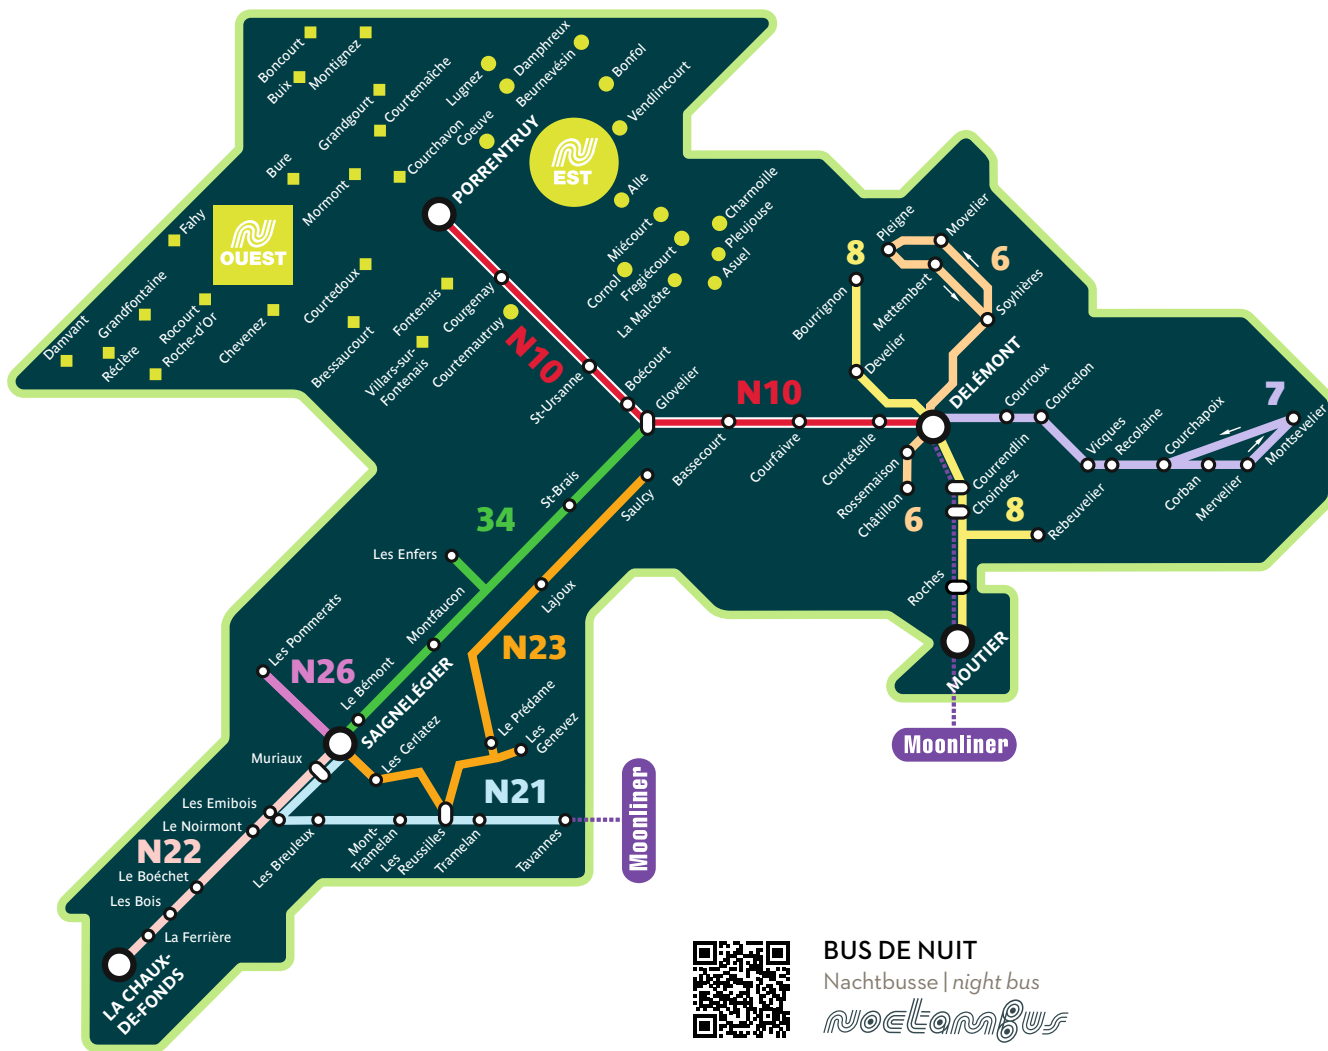 Boncourt
Montignez
Buix
Grandgourt
Courtemaîche
Lugnez
Damphreux
Beurnevésin
Bonfol
Vendlincourt
Courchavon
Coeuve
PORRENTRUY
EST
Bure
Mormont
Fahy
OUEST
Alle
Miécourt
Charmoille
Pleujouse
Fregiécourt
Asuel
Cornol
La Malcôte
Damvant
Grandfontaine
Réclère
Rocourt
Roche-d'Or
Chevenez
Courtedoux
Bressaucourt
Fontenais
Villars-sur-
Fontenais
Courgenay
Courtemautruy
N10
St-Ursanne
Boécourt
Glovelier
N10
Bassecourt
Courfaivre
Courtételle
DELÉMONT
8
Bourrignon
Develier
Pleigne
Movelier
6
Mettembert
Soyhières
Courroux
Courcelon
Vicques
Recolaine
Courchapoix
7
Montsevelier
Corban
Mervelier
Rossemaison
Châtillon
6
Courrendlin
Choindez
8
Rebeuvelier
Roches
MOUTIER
Moonliner
34
St-Brais
Saulcy
Les Enfers
Lajoux
Montfaucon
N23
Les Pommerats
N26
Le Bémont
SAIGNELÉGIER
Le Prédame
Les
Genevez
Muriaux
Les Cerlatez
N21
Les Emibois
Le Noirmont
N22
Les Breuleux
Mont-
Tramelan
Les
Reussilles
Tramelan
Tavannes
Moonliner
Le Boéchet
Les Bois
La Ferrière
LA CHAUX-
DE-FONDS
BUS DE NUIT
Nachtbusse | night bus
noctambus